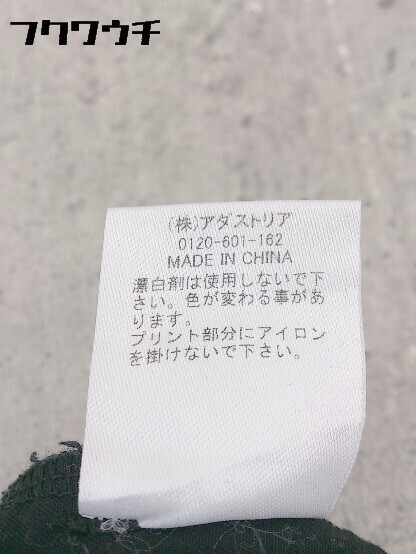 フクワウチ
(株)アダストリア
0120-601-162
MADE IN CHINA
漂白剤は使用しないで下
さい。色が変わる事があ
ります。
プリント部分にアイロン
を掛けないで下さい。